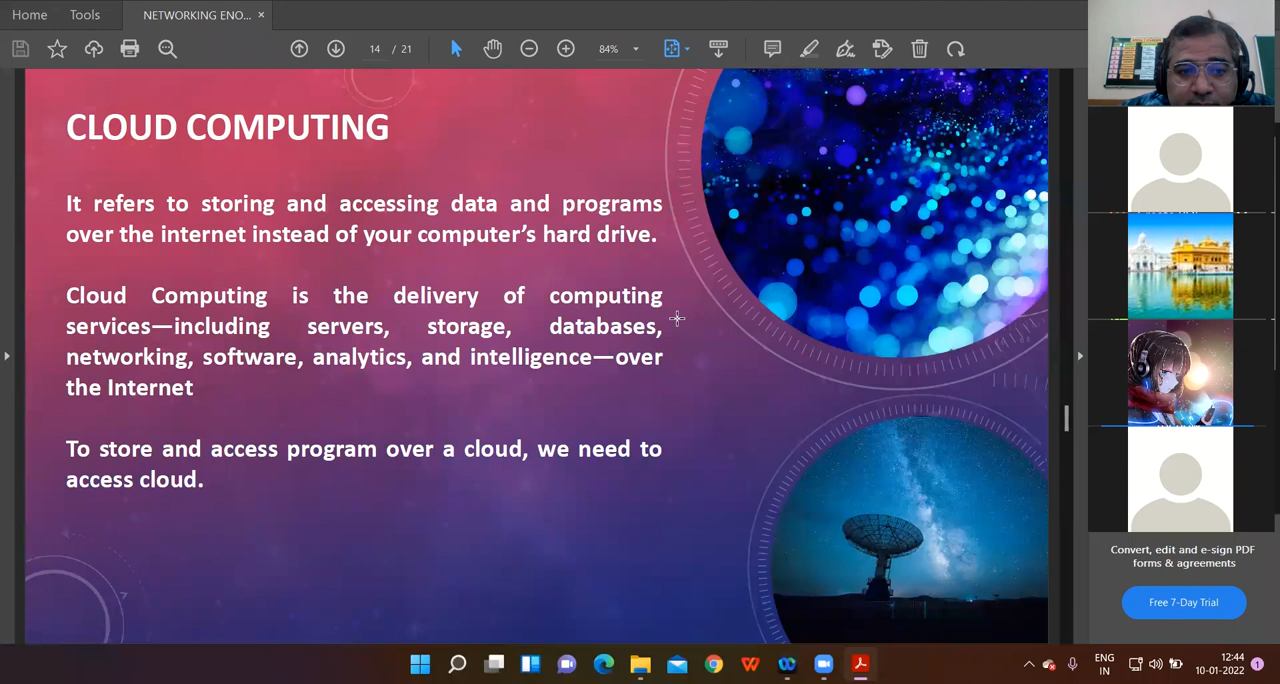 Home
Tools
NETWORKING ENO... ×
14 / 21
84%
CLOUD COMPUTING
It refers to storing and accessing data and programs
over the internet instead of your computer’s hard drive.
Cloud Computing is the delivery of computing
services—including servers, storage, databases,
networking, software, analytics, and intelligence—over
the Internet
To store and access program over a cloud, we need to
access cloud.
Convert, edit and e-sign PDF
forms & agreements
Free 7-Day Trial
ENG
IN
12:44
10-01-2022
1